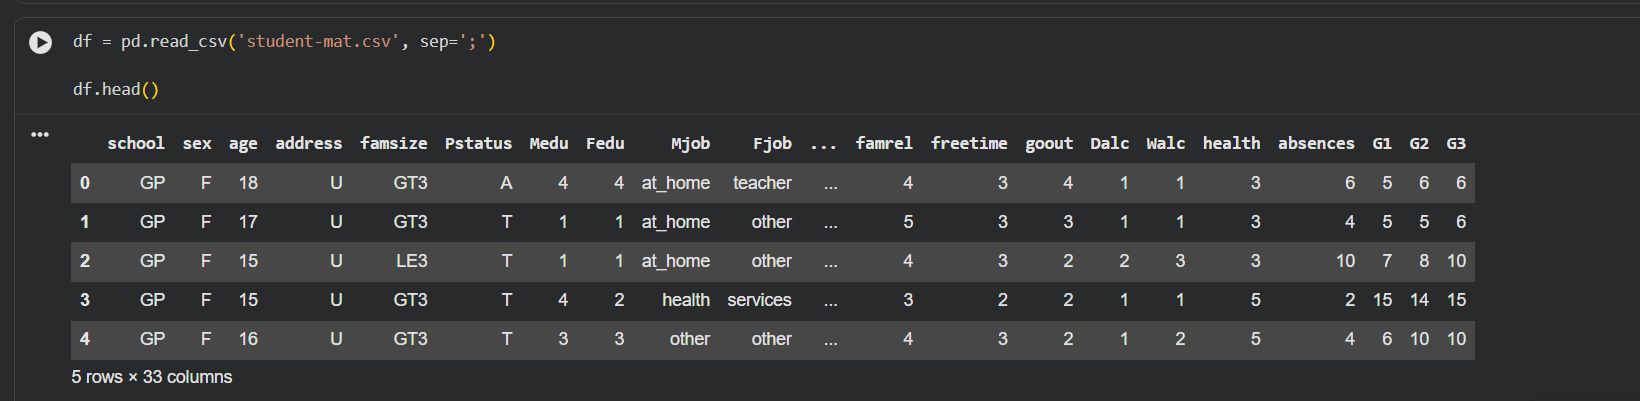 df = pd.read_csv('student-mat.csv', sep=';')
df.head()
school sex age address famsize Pstatus Medu Fedu Mjob Fjob ... famrel freetime goout Dalc Walc health absences G1 G2 G3
0 GP F 18 U GT3 A 4 4 at_home teacher ... 4 3 4 1 1 3 6 5 6 6
1 GP F 17 U GT3 T 1 1 at_home other ... 5 3 3 1 1 3 4 5 5 6
2 GP F 15 U LE3 T 1 1 at_home other ... 4 3 2 2 3 3 10 7 8 10
3 GP F 15 U GT3 T 4 2 health services ... 3 2 2 1 1 5 2 15 14 15
4 GP F 16 U GT3 T 3 3 other other ... 4 3 2 1 2 5 4 6 10 10
5 rows × 33 columns